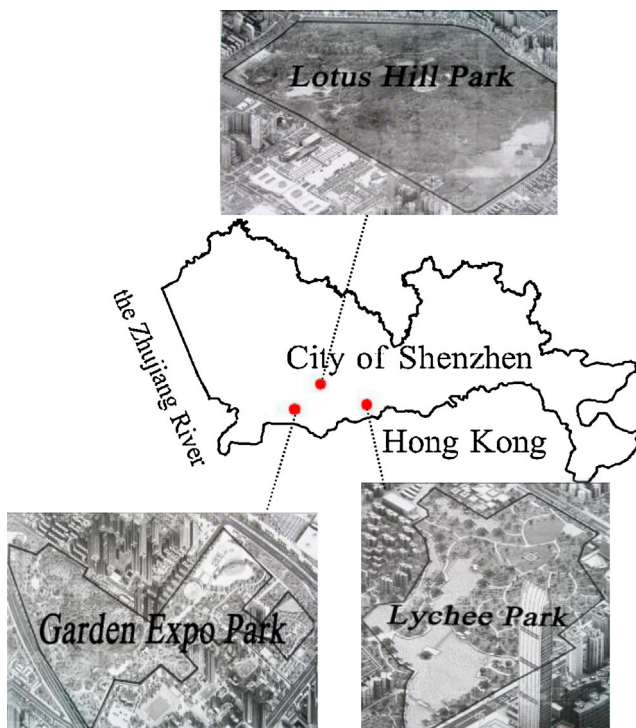 Lotus Hill Park
the Zhujiang River
City of Shenzhen
Hong Kong
Garden Expo Park
Lychee Park